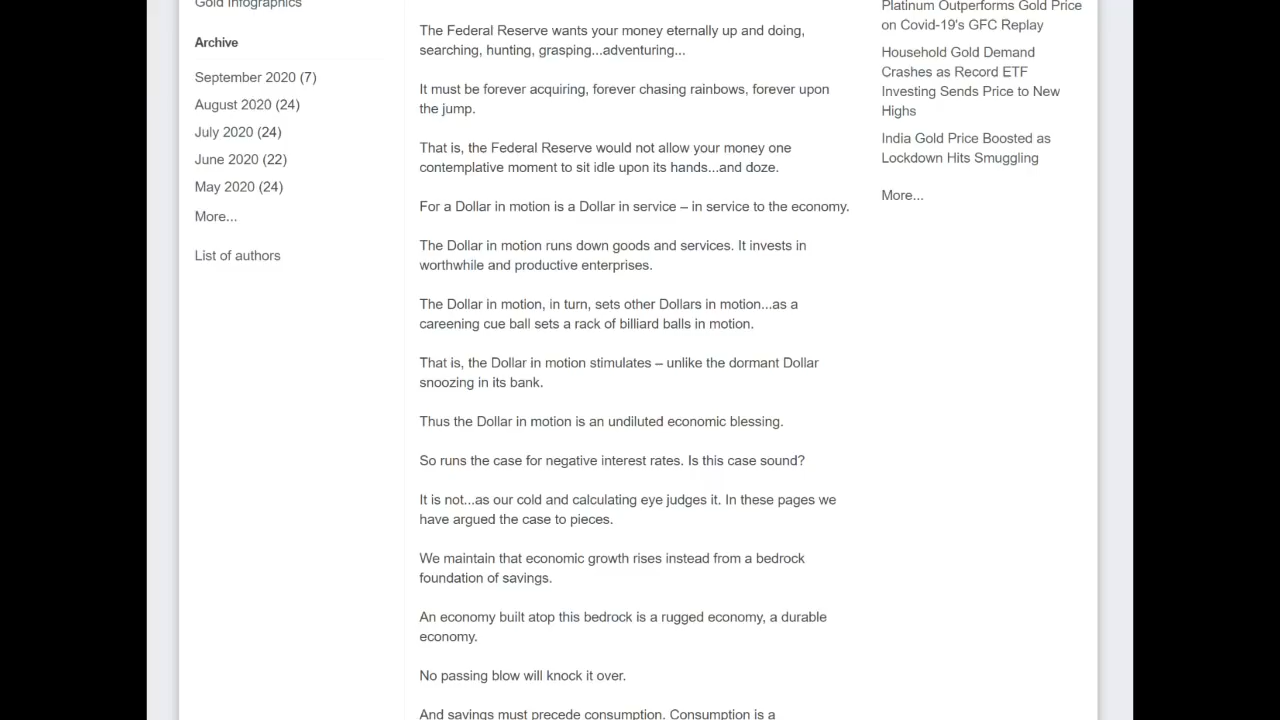 Gold Infographics
Archive
September 2020 (7)
August 2020 (24)
July 2020 (24)
June 2020 (22)
May 2020 (24)
More...
List of authors
The Federal Reserve wants your money eternally up and doing,
searching, hunting, grasping...adventuring...
It must be forever acquiring, forever chasing rainbows, forever upon
the jump.
That is, the Federal Reserve would not allow your money one
contemplative moment to sit idle upon its hands...and doze.
For a Dollar in motion is a Dollar in service – in service to the economy.
The Dollar in motion runs down goods and services. It invests in
worthwhile and productive enterprises.
The Dollar in motion, in turn, sets other Dollars in motion...as a
careening cue ball sets a rack of billiard balls in motion.
That is, the Dollar in motion stimulates – unlike the dormant Dollar
snoozing in its bank.
Thus the Dollar in motion is an undiluted economic blessing.
So runs the case for negative interest rates. Is this case sound?
It is not...as our cold and calculating eye judges it. In these pages we
have argued the case to pieces.
We maintain that economic growth rises instead from a bedrock
foundation of savings.
An economy built atop this bedrock is a rugged economy, a durable
economy.
No passing blow will knock it over.
And savings must precede consumption. Consumption is a
Platinum Outperforms Gold Price
on Covid-19's GFC Replay
Household Gold Demand
Crashes as Record ETF
Investing Sends Price to New
Highs
India Gold Price Boosted as
Lockdown Hits Smuggling
More...